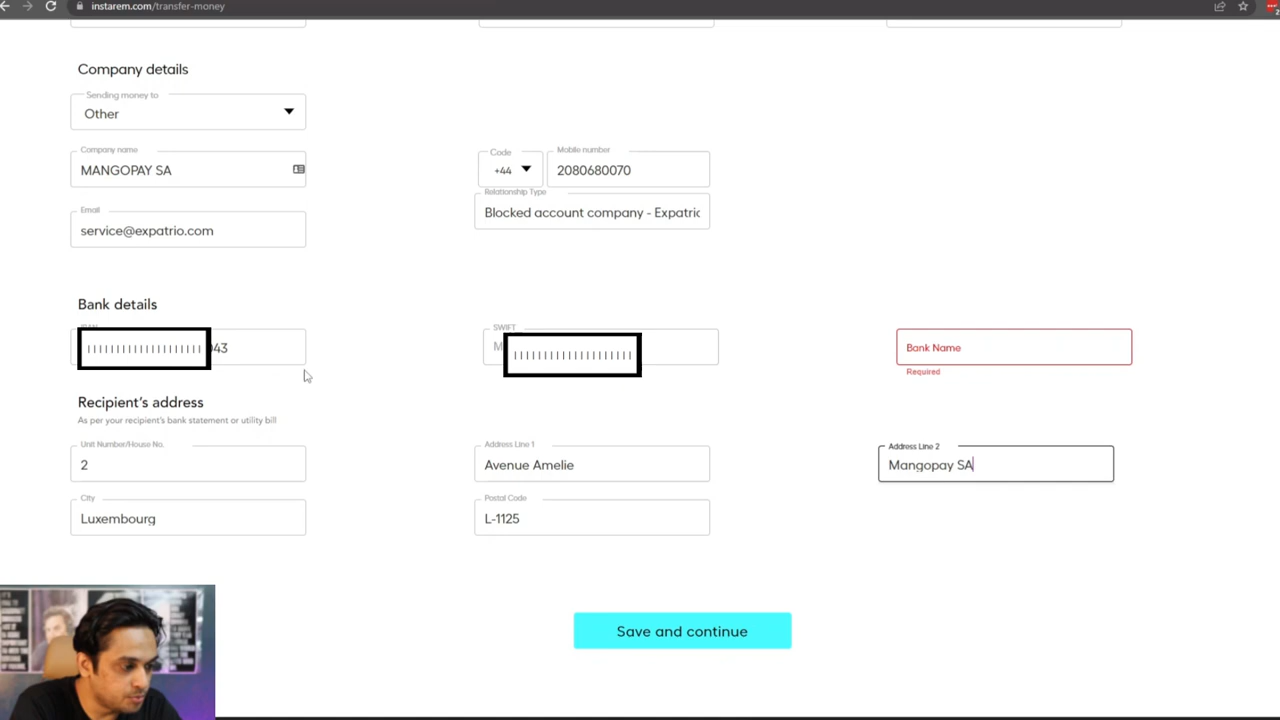 instarem.com/transfer-money
Company details
Sending money to
Other
Company name
MANGOPAY SA
Code
+44
Mobile number
2080680070
Relationship Type
Blocked account company - Expatric
Email
service@expatrio.com
Bank details
043
SWIFT
M
Bank Name
Required
Recipient's address
As per your recipient's bank statement or utility bill
Unit Number/House No.
2
Address Line 1
Avenue Amelie
Address Line 2
Mangopay SA
City
Luxembourg
Postal Code
L-1125
Save and continue